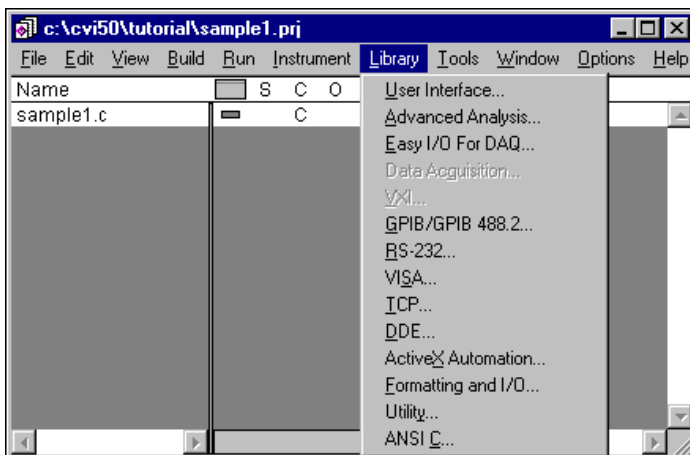 c:\cvi50\tutorial\sample1.prj
File Edit View Build Run Instrument Library Tools Window Options Help
Name S C O
sample1.c C
User Interface...
Advanced Analysis...
Easy I/O For DAQ...
Data Acquisition...
VXI...
GPIB/GPIB 488.2...
RS-232...
VISA...
TCP...
DDE...
ActiveX Automation...
Formatting and I/O...
Utility...
ANSI C...